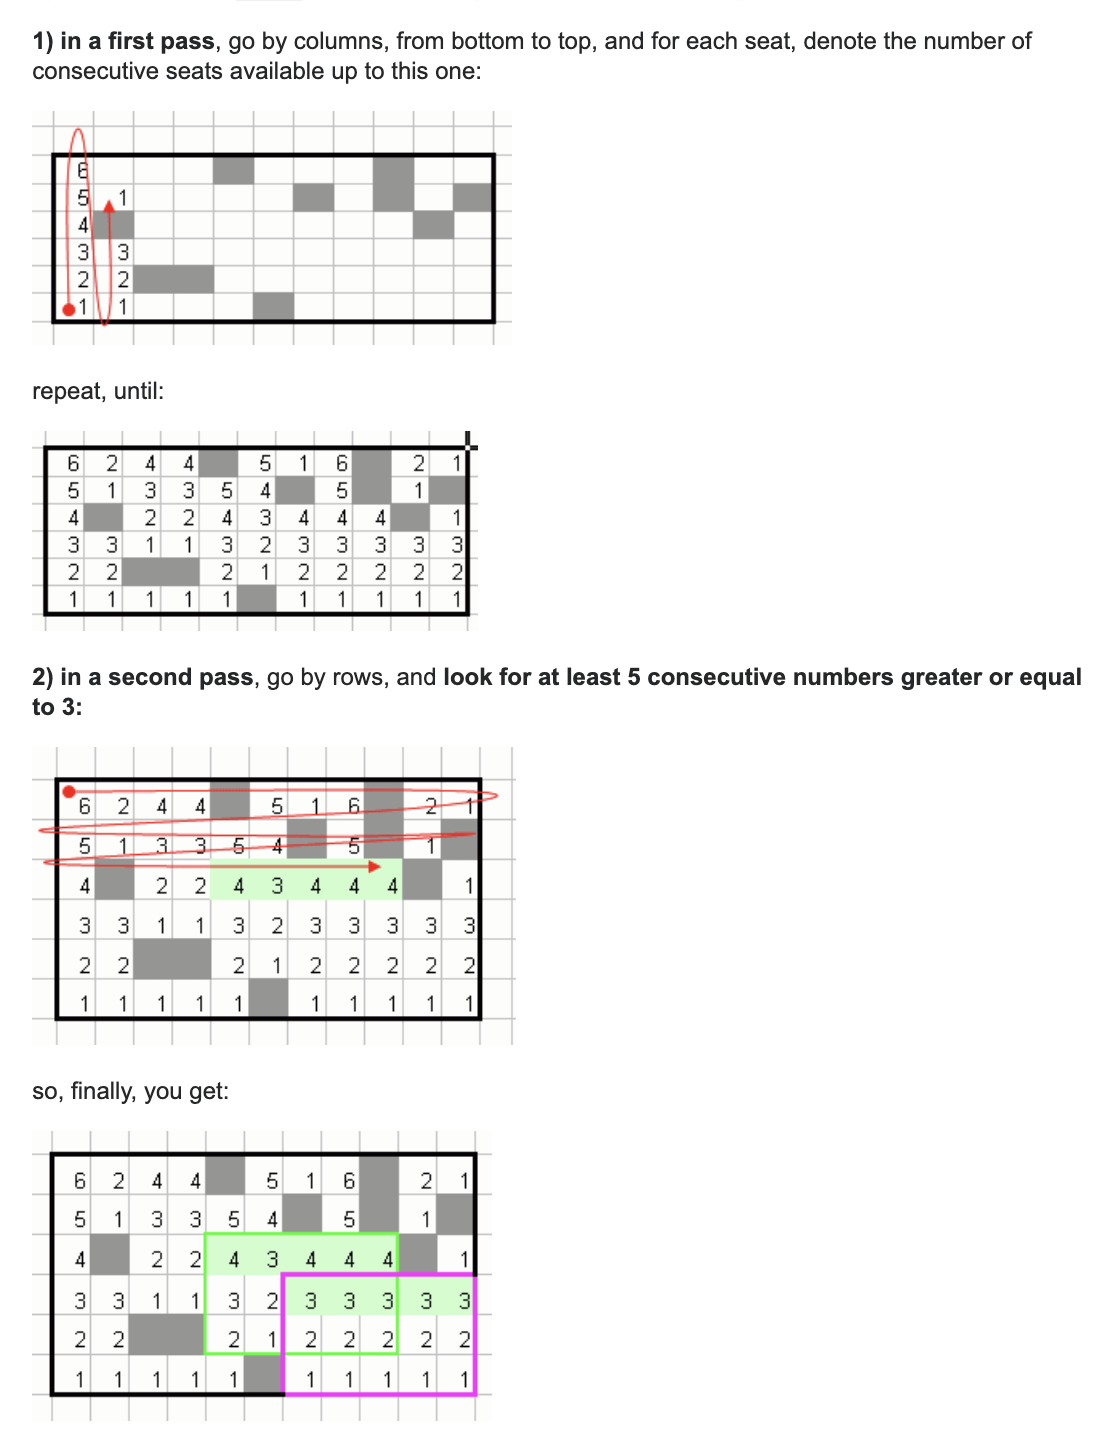 1) in a first pass, go by columns, from bottom to top, and for each seat, denote the number of
consecutive seats available up to this one:
6
5 1
4
3 3
2 2
1 1
repeat, until:
6 2 4 4 5 1 6 2 1
5 1 3 3 5 4 5 1
4 2 2 4 3 4 4 4 1
3 3 1 1 3 2 3 3 3 3 3
2 2 2 1 2 2 2 2 2
1 1 1 1 1 1 1 1 1 1
2) in a second pass, go by rows, and look for at least 5 consecutive numbers greater or equal
to 3:
6 2 4 4 5 1 6 2 1
5 1 3 3 5 4 5 1
4 2 2 4 3 4 4 4 1
3 3 1 1 3 2 3 3 3 3 3
2 2 2 1 2 2 2 2 2
1 1 1 1 1 1 1 1 1 1
so, finally, you get:
6 2 4 4 5 1 6 2 1
5 1 3 3 5 4 5 1
4 2 2 4 3 4 4 4 1
3 3 1 1 3 2 3 3 3 3 3
2 2 2 1 2 2 2 2 2
1 1 1 1 1 1 1 1 1 1